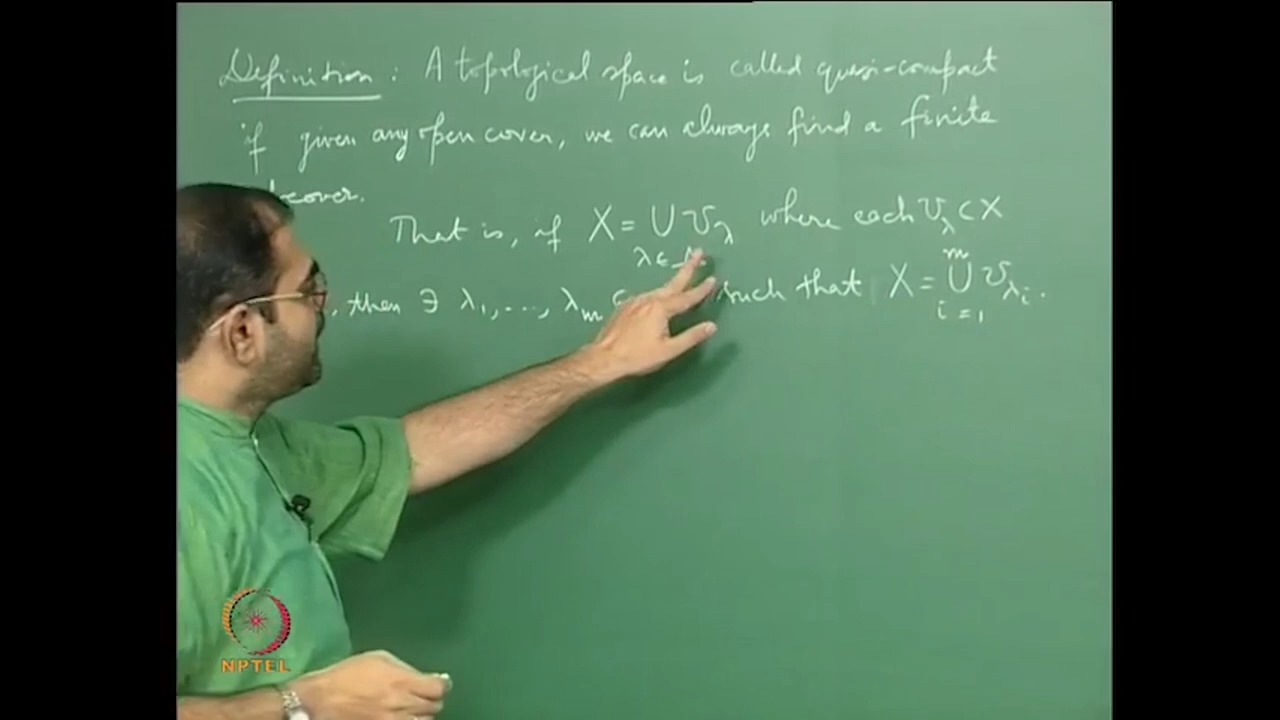 Definition : A topological space is called quasi-compact
if given any open cover, we can always find a finite
That is, if X = ∪ U_λ where each U_λ ⊂ X
λ ∈
, then ∃ λ_1, ..., λ_m such that X = ∪_{i=1}^{m} U_{λ_i}.
NPTEL